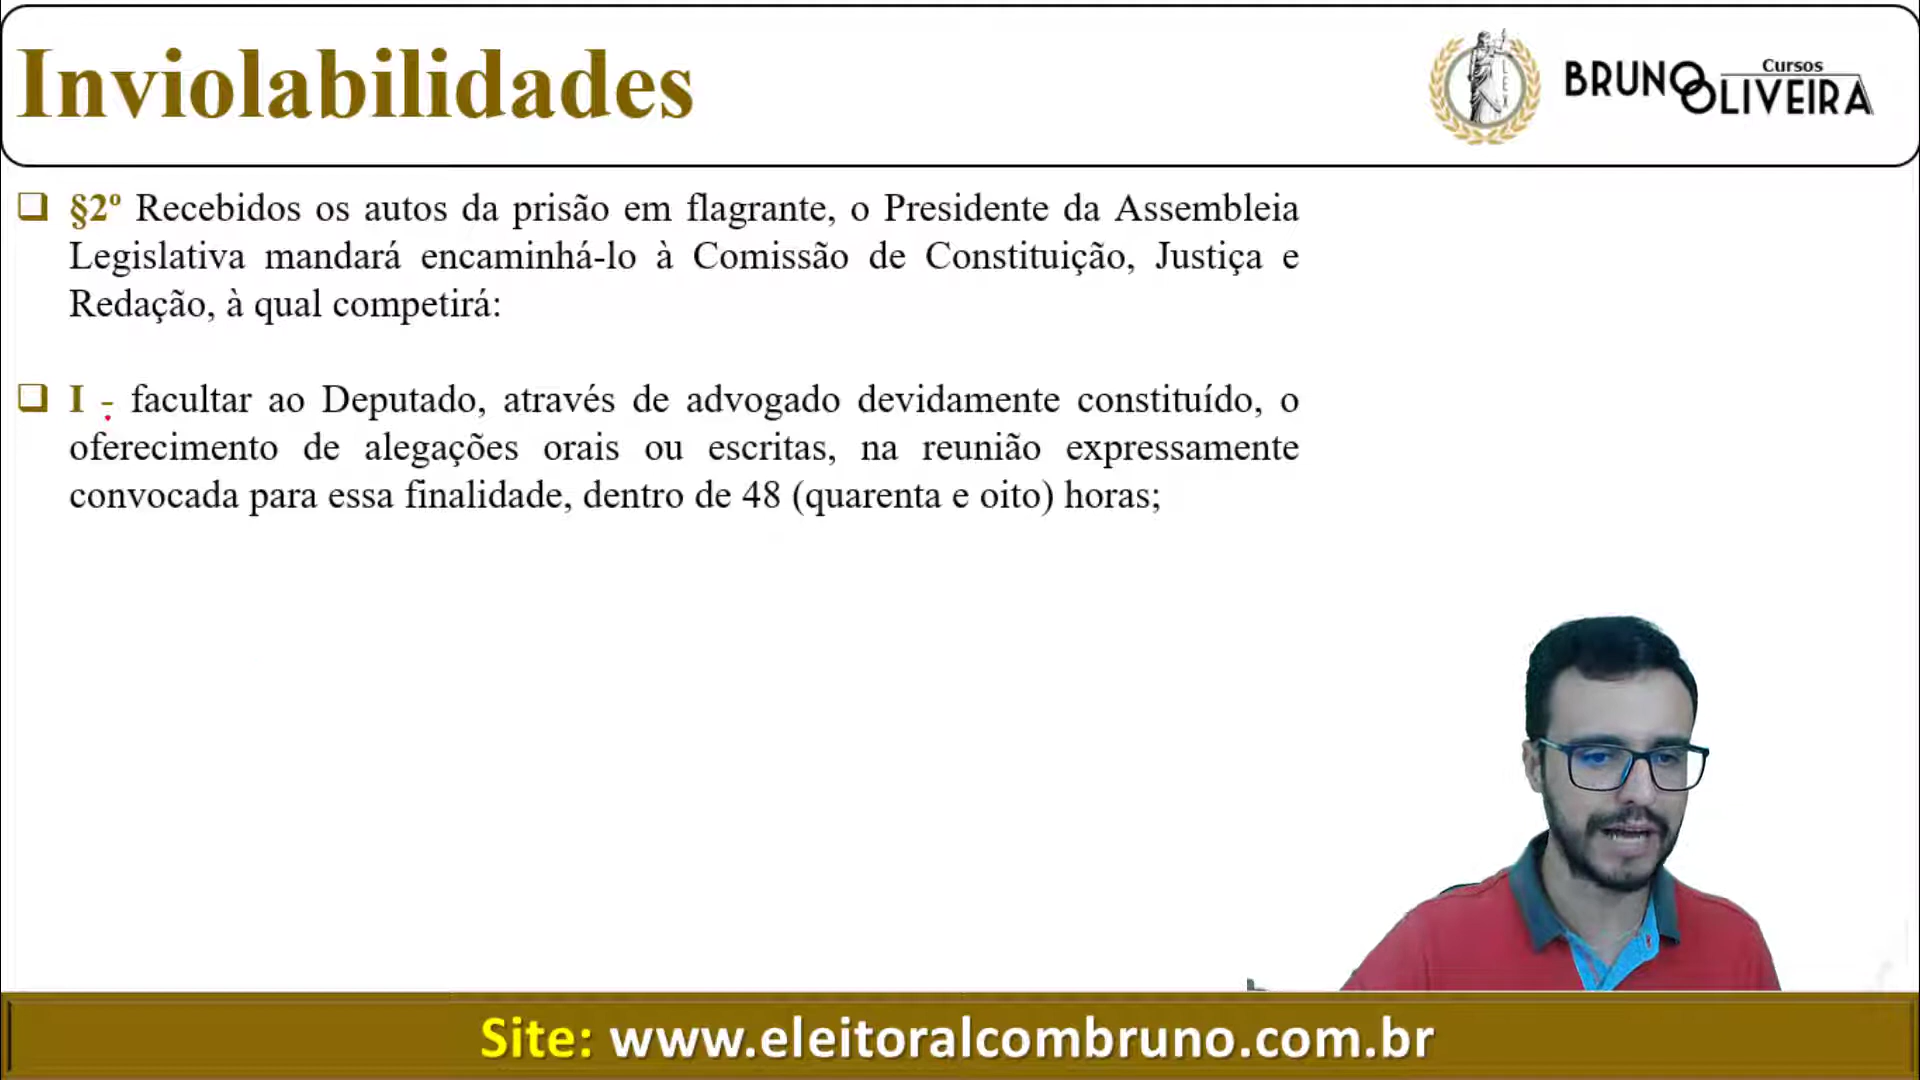 Inviolabilidades
LEX
Cursos
BRUNO OLIVEIRA
§2º Recebidos os autos da prisão em flagrante, o Presidente da Assembleia
Legislativa mandará encaminhá-lo à Comissão de Constituição, Justiça e
Redação, à qual competirá:
I - facultar ao Deputado, através de advogado devidamente constituído, o
oferecimento de alegações orais ou escritas, na reunião expressamente
convocada para essa finalidade, dentro de 48 (quarenta e oito) horas;
Site: www.eleitoralcombruno.com.br